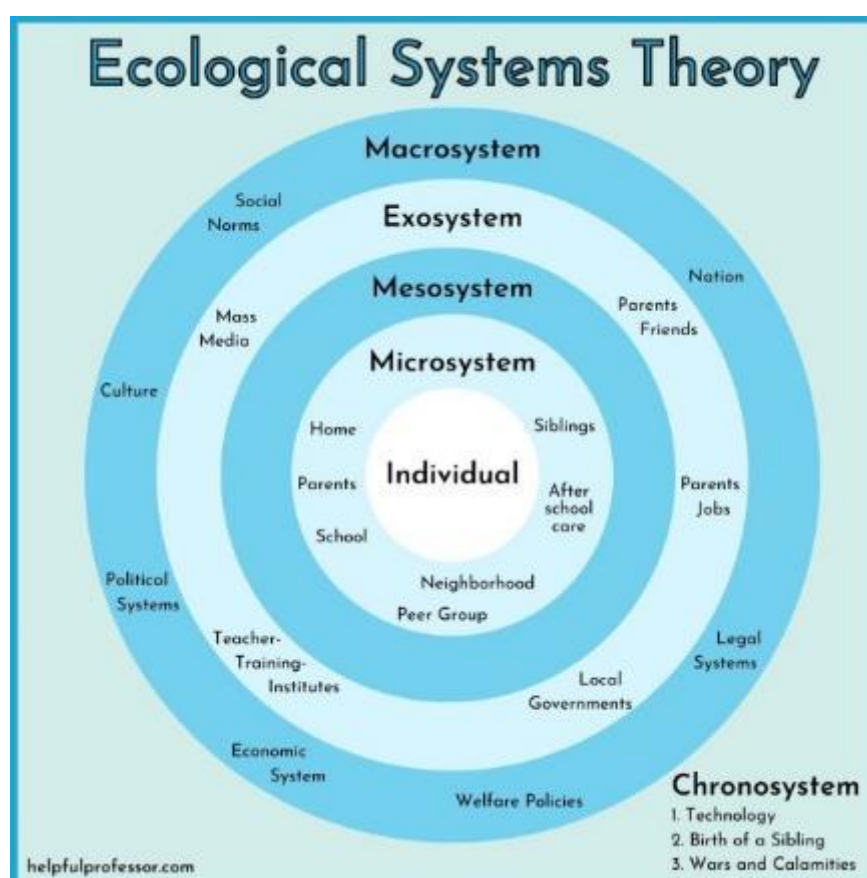 Ecological Systems Theory
Macrosystem
Social
Norms
Exosystem
Nation
Mesosystem
Parents
Friends
Mass
Media
Microsystem
Culture
Home
Siblings
Individual
Parents
After
school
care
Parents
Jobs
School
Neighborhood
Peer Group
Political
Systems
Teacher-
Training-
Institutes
Legal
Systems
Local
Governments
Economic
System
Welfare Policies
Chronosystem
1. Technology
2. Birth of a Sibling
3. Wars and Calamities
helpfulprofessor.com